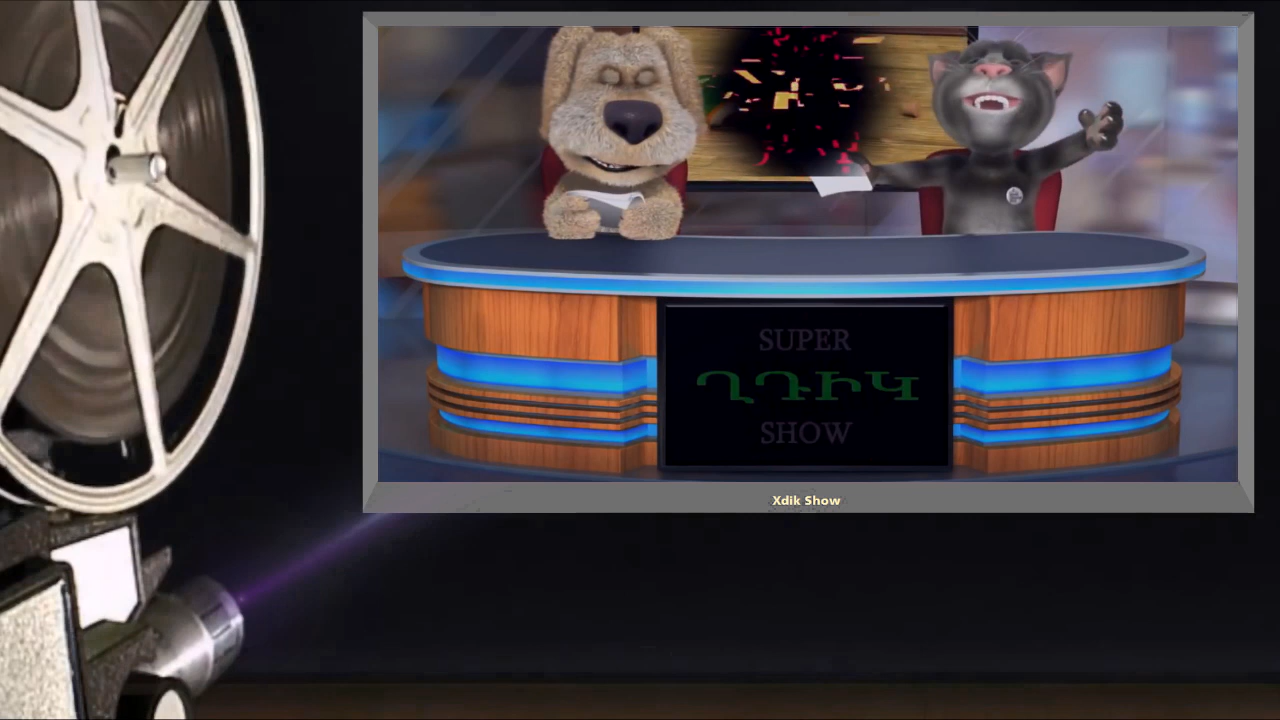 SUPER
ՂԴԻԿ
SHOW
Xdik Show